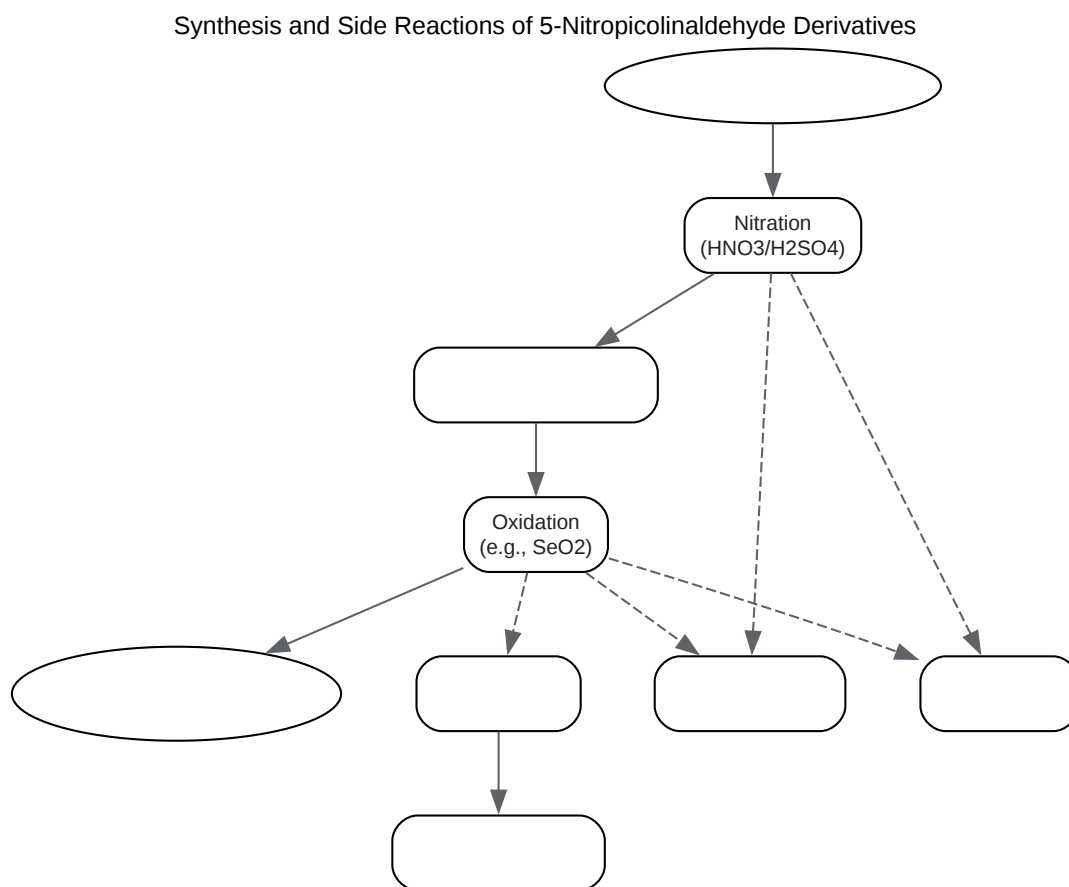 Synthesis and Side Reactions of 5-Nitropicolinaldehyde Derivatives
Nitration
(HNO3/H2SO4)
Oxidation
(e.g., SeO2)